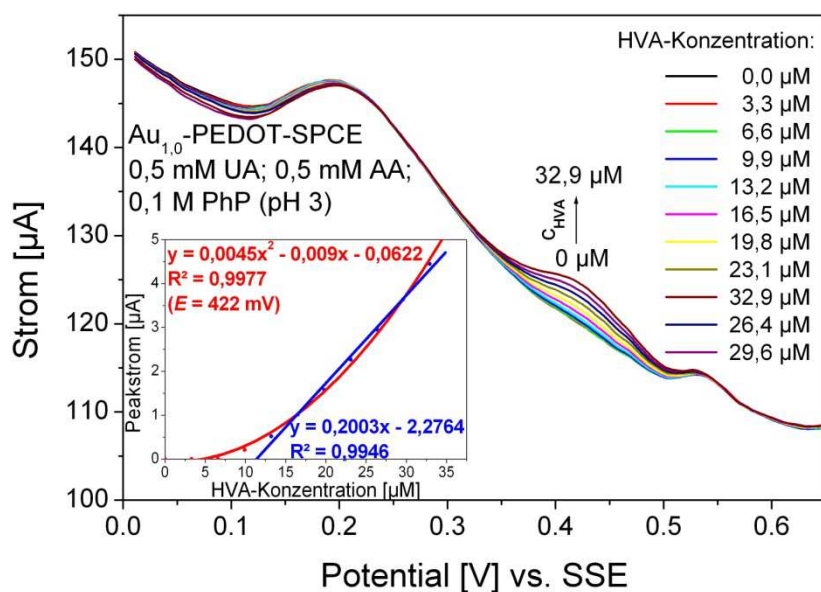 HVA-Konzentration:
0,0 µM
3,3 µM
6,6 µM
9,9 µM
13,2 µM
16,5 µM
19,8 µM
23,1 µM
32,9 µM
26,4 µM
29,6 µM
Au1,0-PEDOT-SPCE
0,5 mM UA; 0,5 mM AA;
0,1 M PhP (pH 3)
32,9 µM
cHVA
0 µM
y = 0,0045x² - 0,009x - 0,0622
R² = 0,9977
(E = 422 mV)
y = 0,2003x - 2,2764
R² = 0,9946
Peakstrom [µA]
5
4
3
2
1
0
0 5 10 15 20 25 30 35
HVA-Konzentration [µM]
Strom [µA]
150
140
130
120
110
100
0.0 0.1 0.2 0.3 0.4 0.5 0.6
Potential [V] vs. SSE